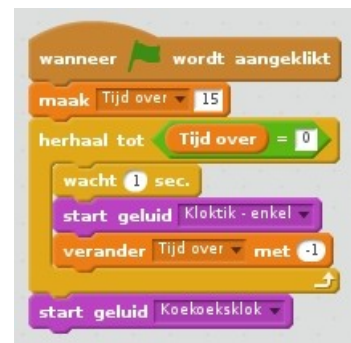 wanneer wordt aangeklikt
maak Tijd over 15
herhaal tot Tijd over = 0
wacht 1 sec.
start geluid Kloktik - enkel
verander Tijd over met -1
start geluid Koekoeksklok